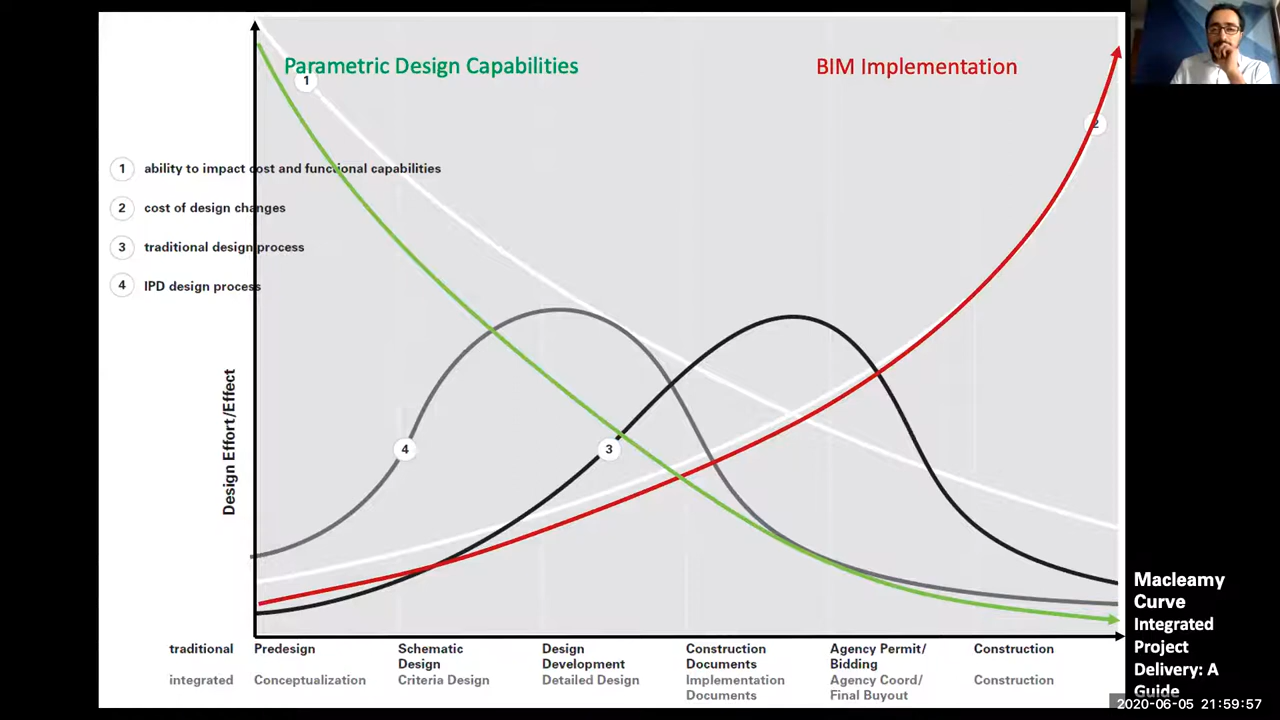 Parametric Design Capabilities
BIM Implementation
1
2
1 ability to impact cost and functional capabilities
2 cost of design changes
3 traditional design process
4 IPD design process
4
3
Design Effort/Effect
traditional
Predesign
Schematic
Design
Design
Development
Construction
Documents
Agency Permit/
Bidding
Construction
integrated
Conceptualization
Criteria Design
Detailed Design
Implementation
Documents
Agency Coord/
Final Buyout
Construction
Macleamy
Curve
Integrated
Project
Delivery: A
Guide
2020-06-05 21:59:57